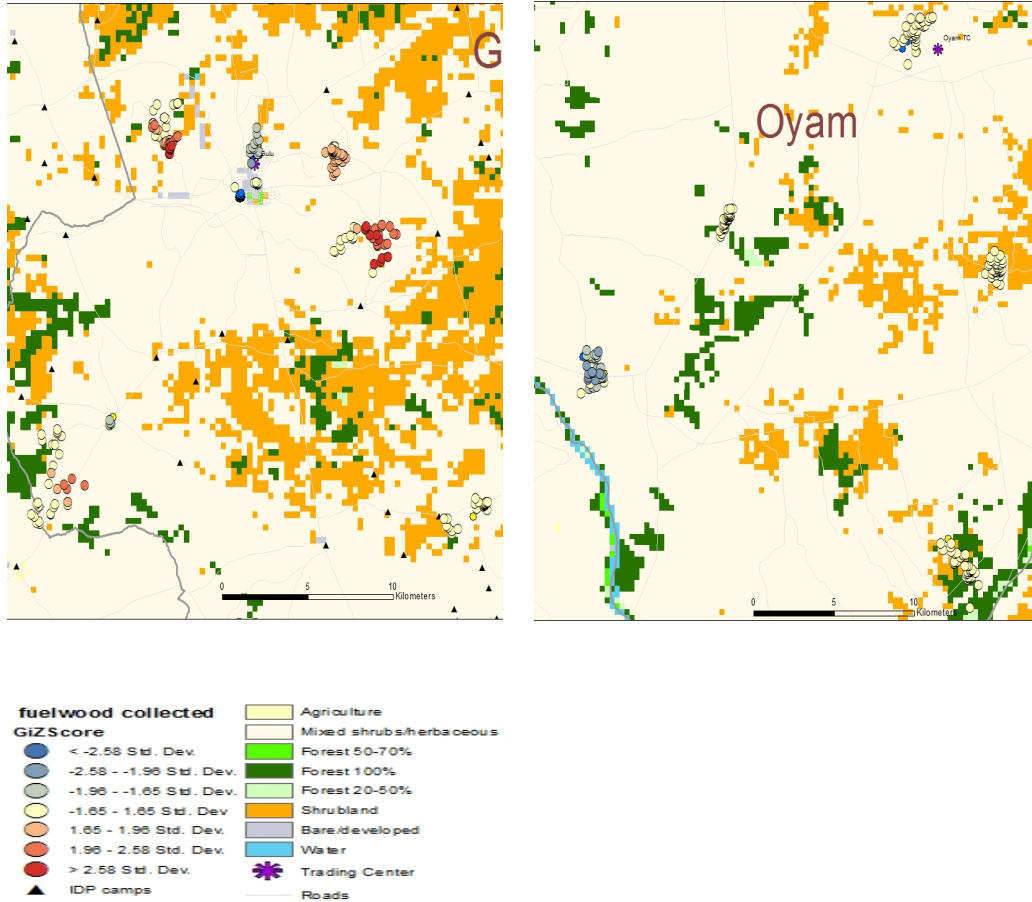 G
Gulu
0 5 10
Kilometers
Oyam TC
Oyam
0 5 10
Kilometers
fuelwood collected
GiZScore
< -2.58 Std. Dev.
-2.58 - -1.96 Std. Dev.
-1.96 - -1.65 Std. Dev.
-1.65 - 1.65 Std. Dev
1.65 - 1.96 Std. Dev.
1.96 - 2.58 Std. Dev.
> 2.58 Std. Dev.
IDP camps
Agriculture
Mixed shrubs/herbaceous
Forest 50-70%
Forest 100%
Forest 20-50%
Shrubland
Bare/developed
Water
Trading Center
Roads